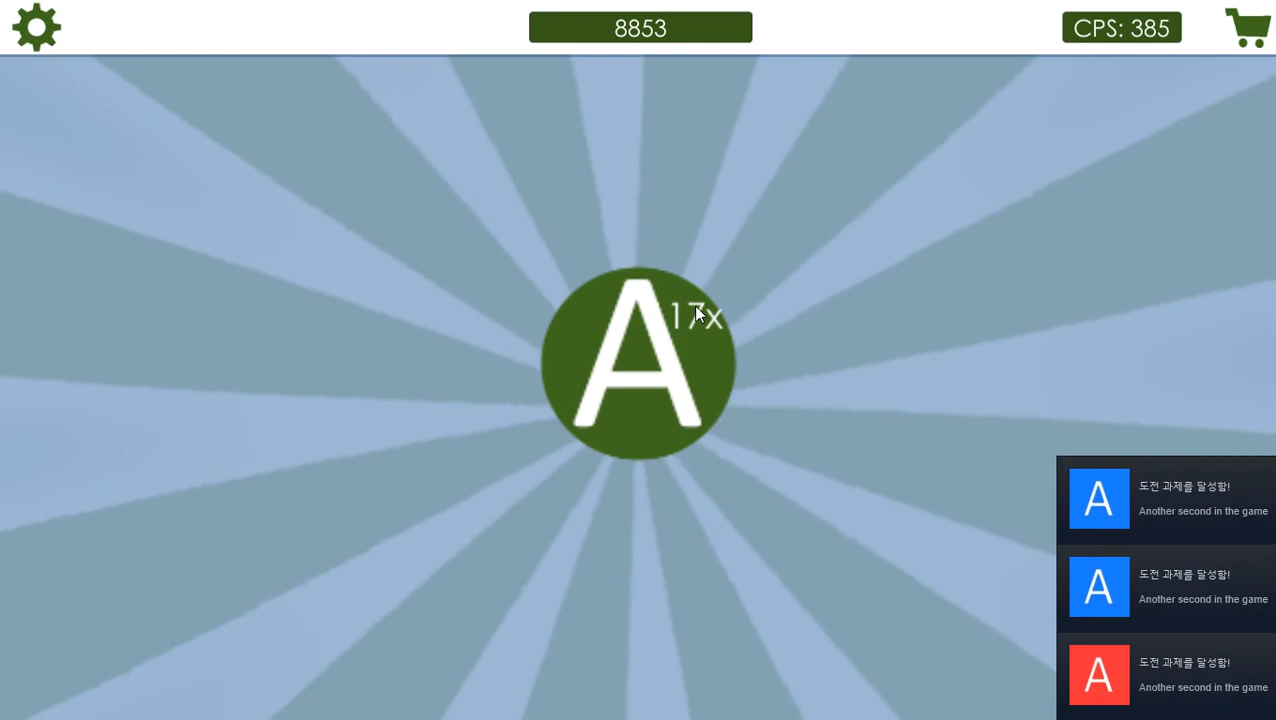 8853
CPS: 385
A
17x
A
도전 과제를 달성함!
Another second in the game
A
도전 과제를 달성함!
Another second in the game
A
도전 과제를 달성함!
Another second in the game